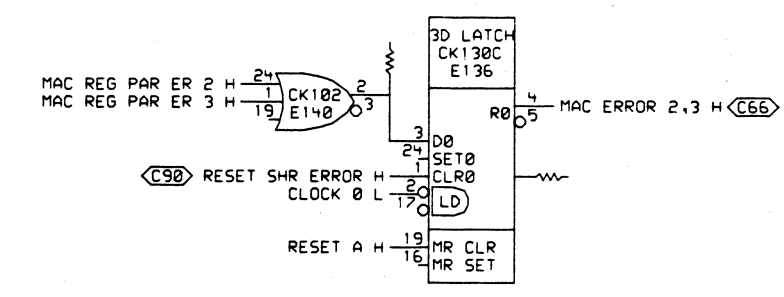 3D LATCH
CK130C
E136
MAC REG PAR ER 2 H 24
MAC REG PAR ER 3 H 1
19
CK102
E140
2
3
R0
4
5
MAC ERROR 2,3 H C66
3 D0
24 SET0
C90 RESET SHR ERROR H 1 CLR0
CLOCK 0 L 2
17
LD
RESET A H 19 MR CLR
16 MR SET